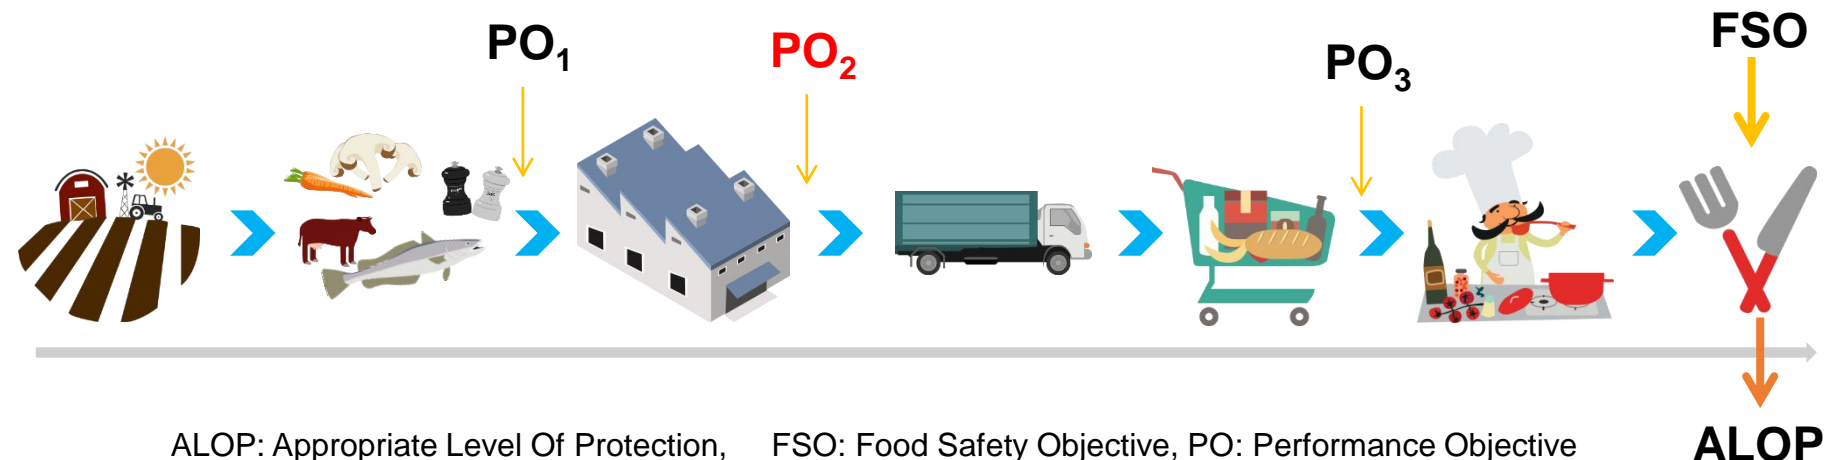 FSO
PO1
PO2
PO3
ALOP: Appropriate Level Of Protection, FSO: Food Safety Objective, PO: Performance Objective
ALOP